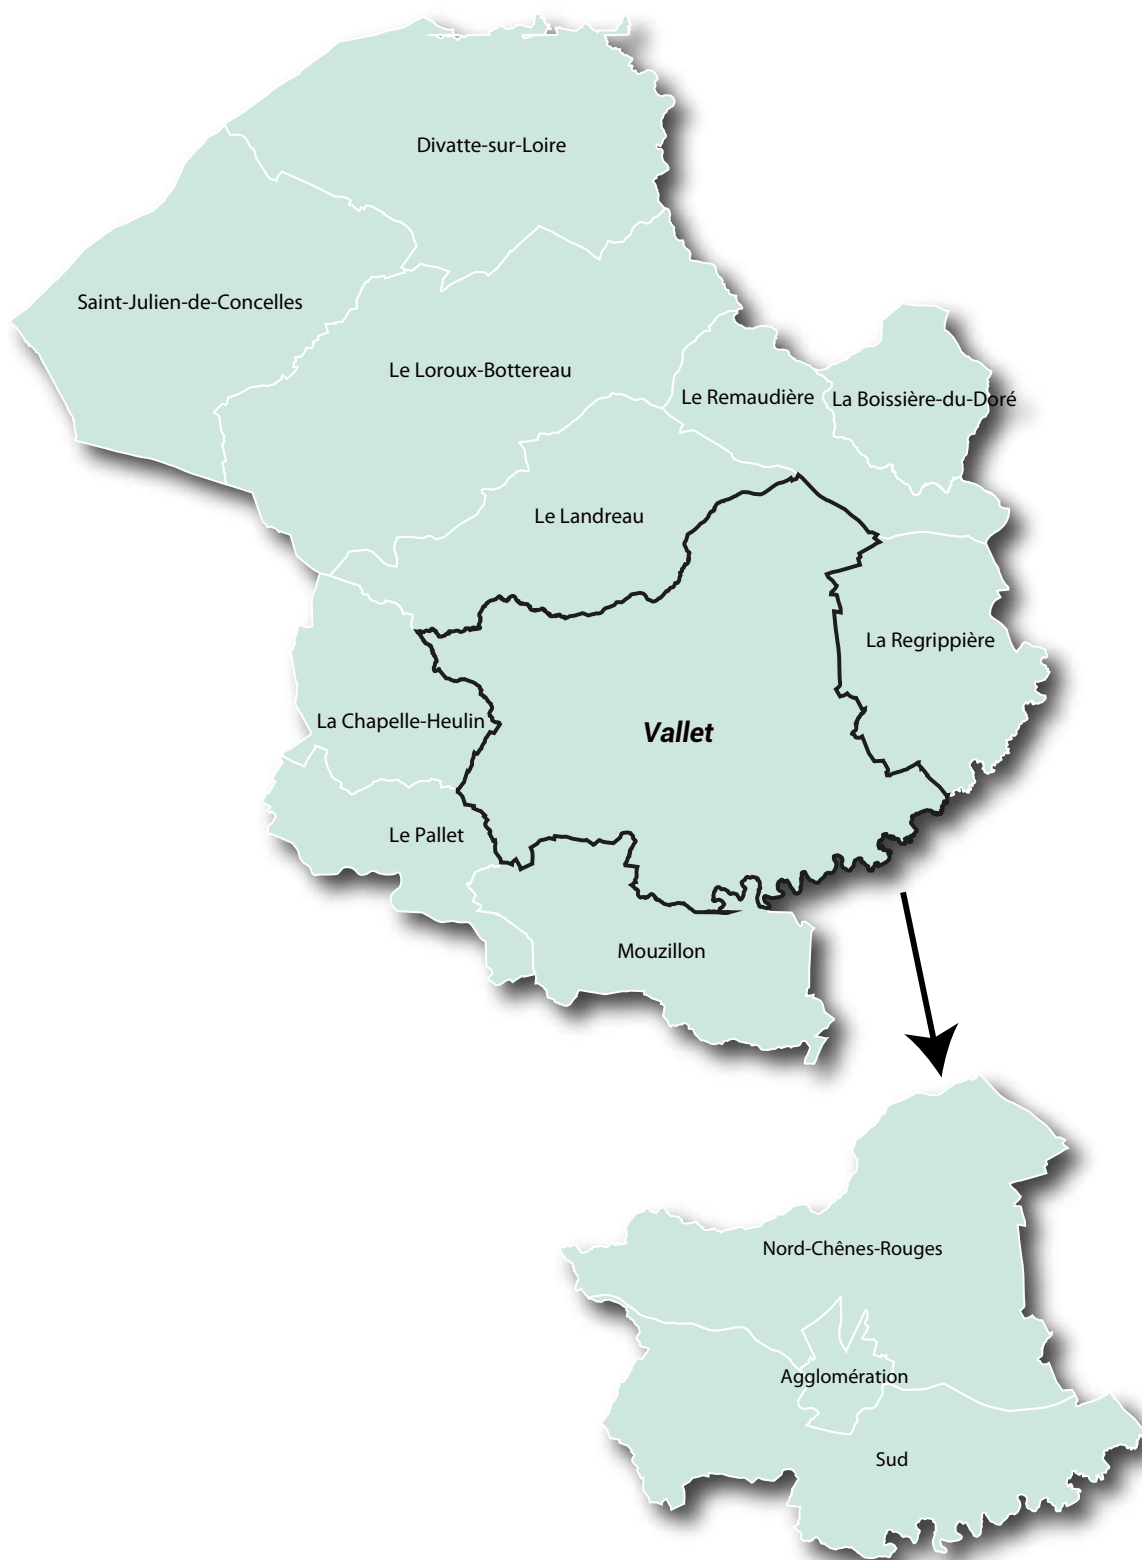 Divatte-sur-Loire
Saint-Julien-de-Concelles
Le Loroux-Bottereau
Le Remaudière
La Boissière-du-Doré
Le Landreau
La Regrippière
La Chapelle-Heulin
Vallet
Le Pallet
Mouzillon
Nord-Chênes-Rouges
Agglomération
Sud